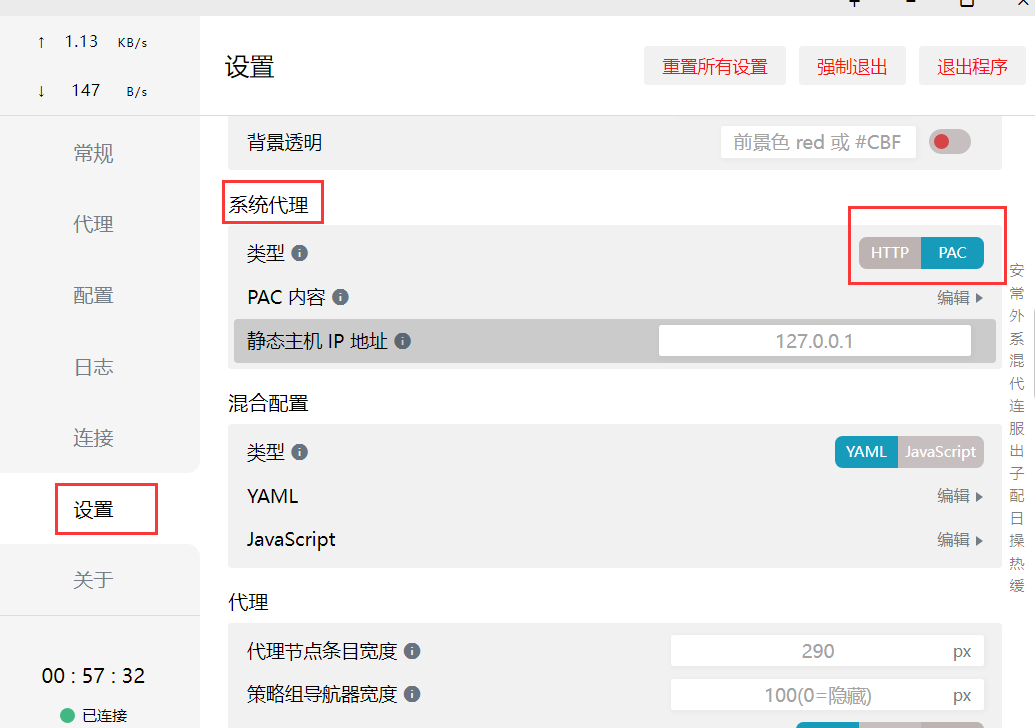 ↑ 1.13 KB/s
↓ 147 B/s
常规
代理
配置
日志
连接
设置
关于
00 : 57 : 32
已连接
设置
重置所有设置 强制退出 退出程序
背景透明 前景色 red 或 #CBF
系统代理
类型 HTTP PAC
PAC 内容 编辑
静态主机 IP 地址 127.0.0.1
混合配置
类型 YAML JavaScript
YAML 编辑
JavaScript 编辑
代理
代理节点条目宽度 290 px
策略组导航器宽度 100(0=隐藏) px
安
常
外
系
混
代
连
服
出
子
配
日
操
热
缓